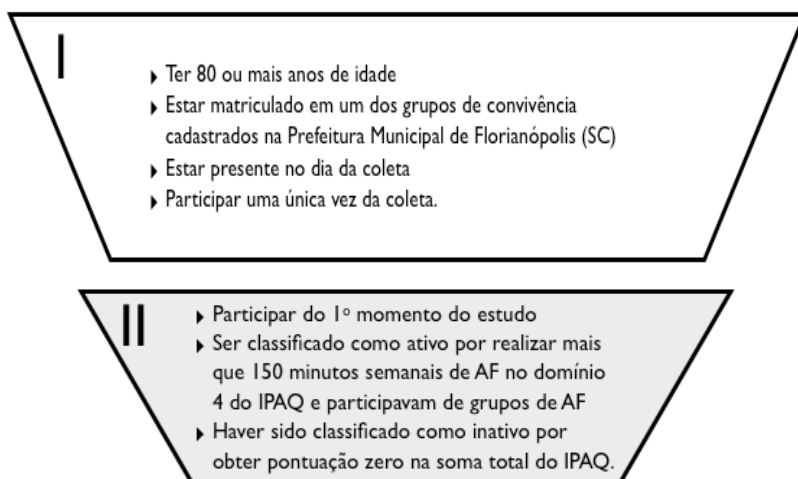 I
▸ Ter 80 ou mais anos de idade
▸ Estar matriculado em um dos grupos de convivência
cadastrados na Prefeitura Municipal de Florianópolis (SC)
▸ Estar presente no dia da coleta
▸ Participar uma única vez da coleta.
II
▸ Participar do 1º momento do estudo
▸ Ser classificado como ativo por realizar mais
que 150 minutos semanais de AF no domínio
4 do IPAQ e participavam de grupos de AF
▸ Haver sido classificado como inativo por
obter pontuação zero na soma total do IPAQ.